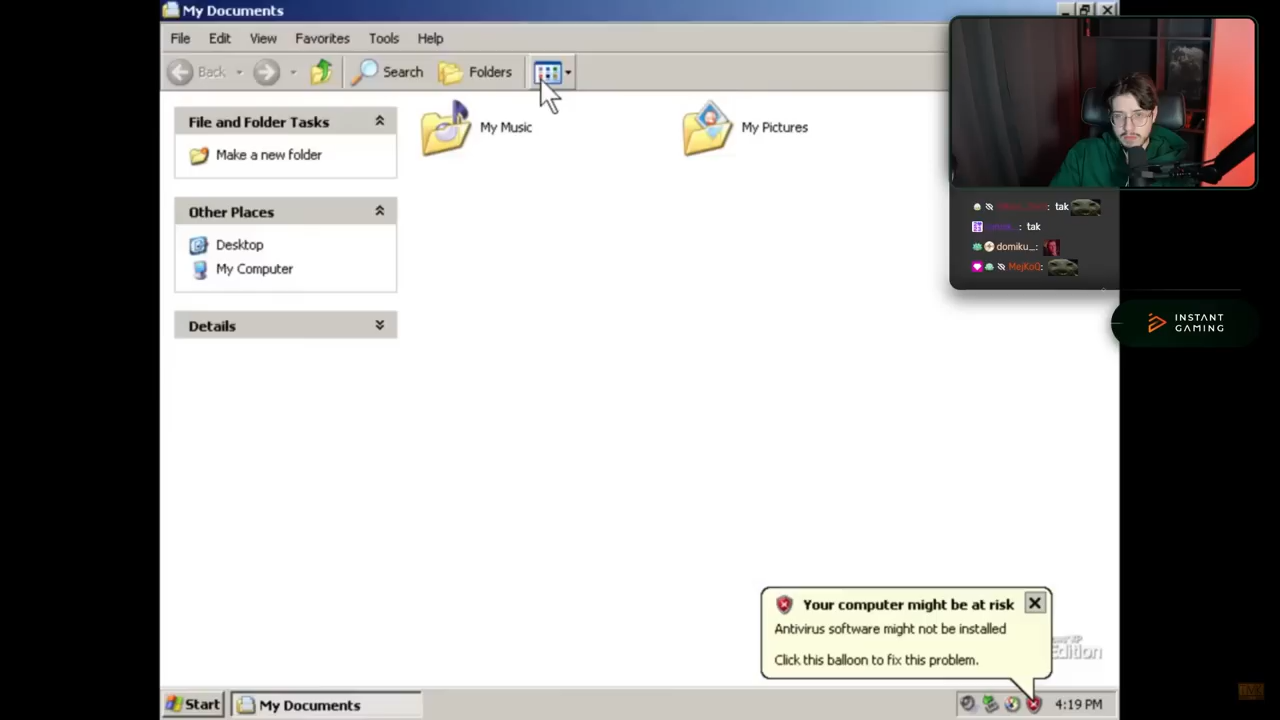 My Documents
File Edit View Favorites Tools Help
Back Search Folders
File and Folder Tasks
Make a new folder
Other Places
Desktop
My Computer
Details
My Music
My Pictures
: tak
: tak
domiku_:
MejKoO:
INSTANT
GAMING
Your computer might be at risk
Antivirus software might not be installed
Click this balloon to fix this problem.
Edition
Start
My Documents
4:19 PM